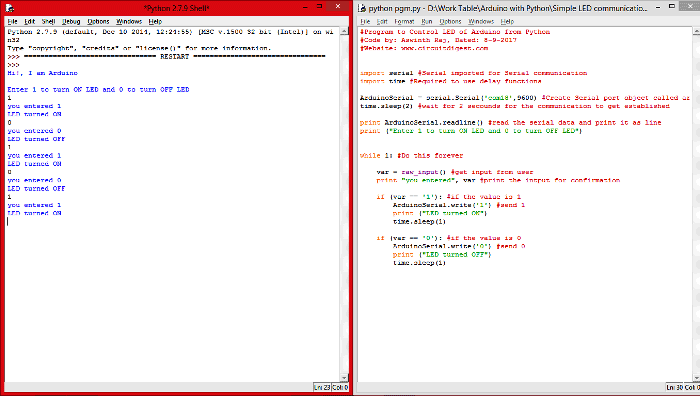 *Python 2.7.9 Shell*
File Edit Shell Debug Options Windows Help
Python 2.7.9 (default, Dec 10 2014, 12:24:55) [MSC v.1500 32 bit (Intel)] on wi
n32
Type "copyright", "credits" or "license()" for more information.
>>> ================================ RESTART ================================
>>>
Hi!, I am Arduino
Enter 1 to turn ON LED and 0 to turn OFF LED
1
you entered 1
LED turned ON
0
you entered 0
LED turned OFF
1
you entered 1
LED turned ON
0
you entered 0
LED turned OFF
1
you entered 1
LED turned ON
Ln: 23 Col: 0
python pgm.py - D:\Work Table\Arduino with Python\Simple LED communicatio...
File Edit Format Run Options Windows Help
#Program to Control LED of Arduino from Python
#Code by: Aswinth Raj, Dated: 8-9-2017
#Website: www.circuitdigest.com
import serial #Serial imported for Serial communication
import time #Required to use delay functions
ArduinoSerial = serial.Serial('com18',9600) #Create Serial port object called ar
time.sleep(2) #wait for 2 secounds for the communication to get established
print ArduinoSerial.readline() #read the serial data and print it as line
print ("Enter 1 to turn ON LED and 0 to turn OFF LED")
while 1: #Do this forever
var = raw_input() #get input from user
print "you entered", var #print the intput for confirmation
if (var == '1'): #if the value is 1
ArduinoSerial.write('1') #send 1
print ("LED turned ON")
time.sleep(1)
if (var == '0'): #if the value is 0
ArduinoSerial.write('0') #send 0
print ("LED turned OFF")
time.sleep(1)
Ln: 30 Col: 0